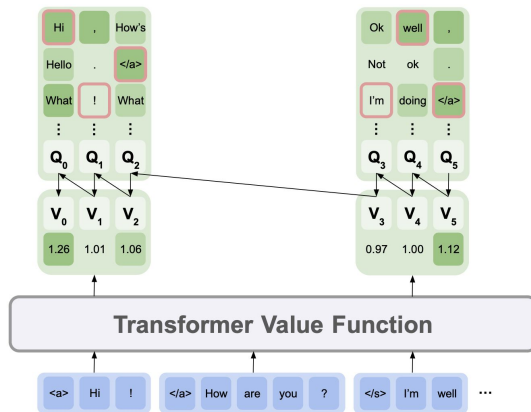 Hi , How's
Hello . </a>
What ! What
⋮ ⋮ ⋮
Q0 Q1 Q2
V0 V1 V2
1.26 1.01 1.06
Ok well ,
Not ok .
I'm doing </a>
⋮ ⋮ ⋮
Q3 Q4 Q5
V3 V4 V5
0.97 1.00 1.12
Transformer Value Function
<a> Hi ! </a> How are you ? </s> I'm well ...